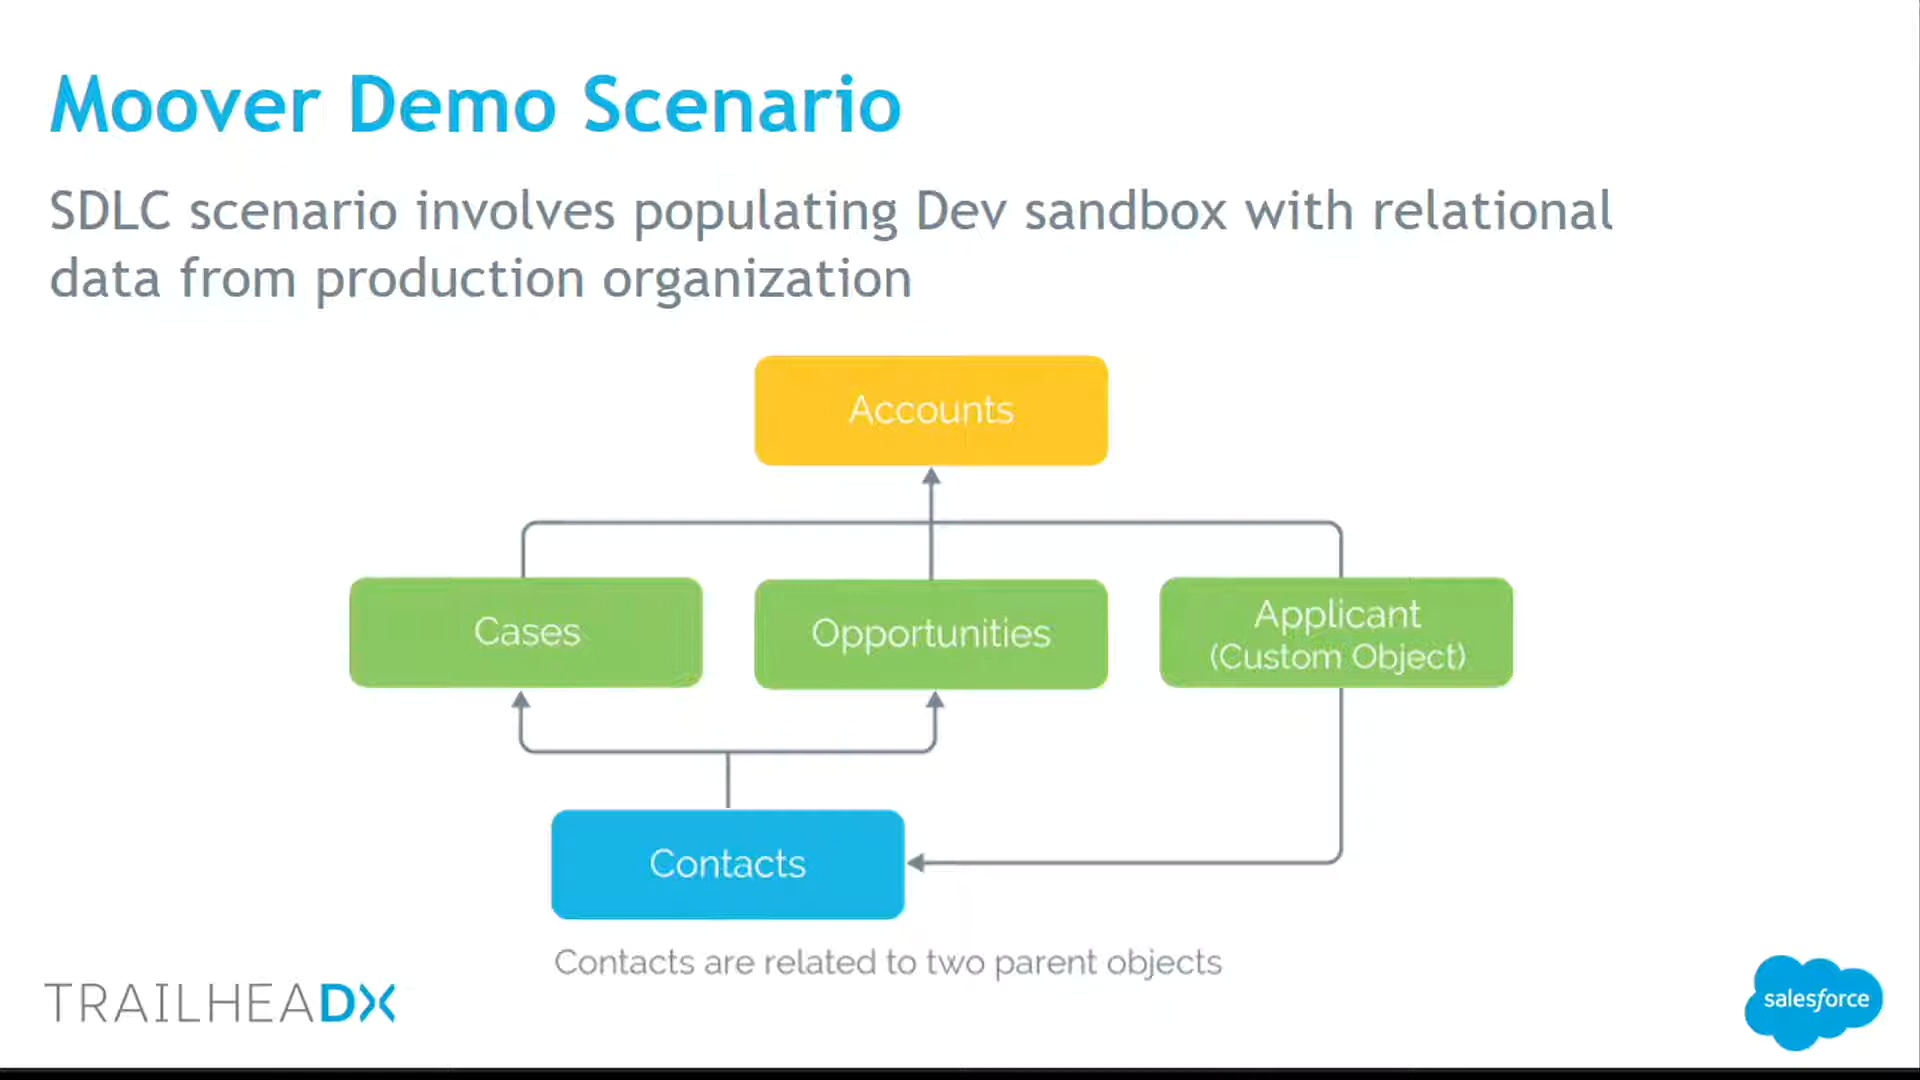 Moover Demo Scenario
SDLC scenario involves populating Dev sandbox with relational
data from production organization
Accounts
Cases
Opportunities
Applicant
(Custom Object)
Contacts
Contacts are related to two parent objects
TRAILHEADX
salesforce